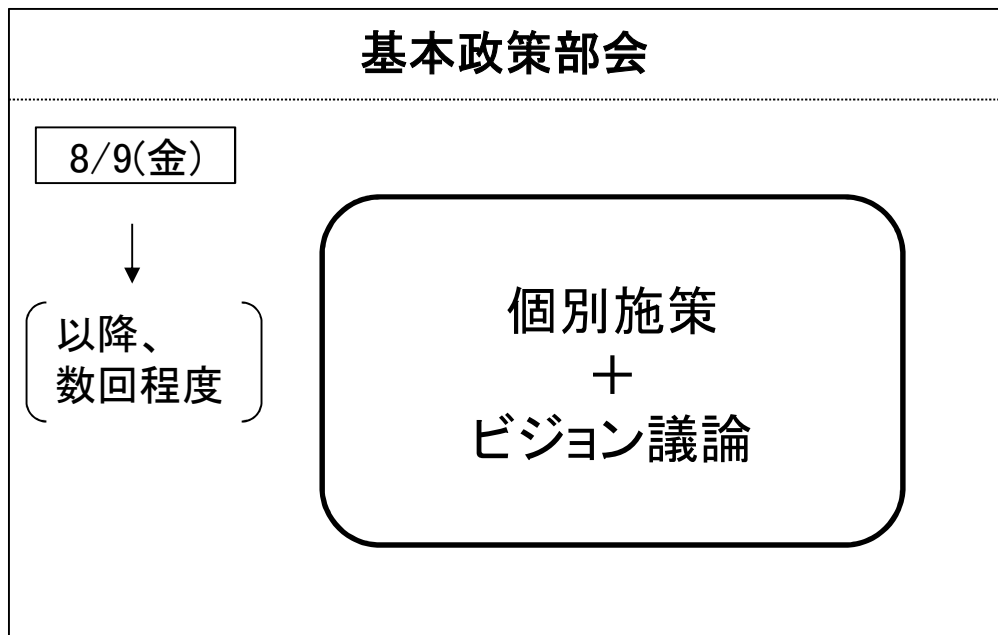 基本政策部会
8/9(金)
以降、
数回程度
個別施策
＋
ビジョン議論